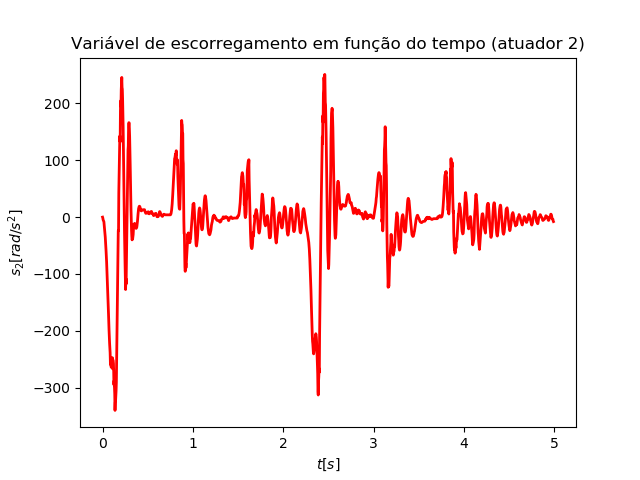 Variável de escorregamento em função do tempo (atuador 2)
200
100
0
−100
−200
−300
s₂[rad/s²]
0 1 2 3 4 5
t[s]